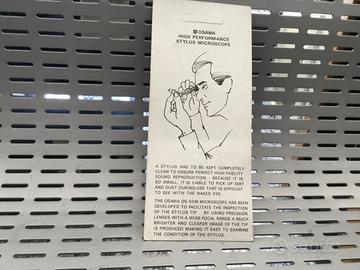 OSAWA
HIGH PERFORMANCE
STYLUS MICROSCOPE
A STYLUS HAS TO BE KEPT COMPLETELY
CLEAN TO ENSURE PERFECT HIGH FIDELITY
SOUND REPRODUCTION. BECAUSE IT IS
SO SMALL, IT IS LIABLE TO PICK UP DIRT
AND DUST DURING USE THAT IS DIFFICULT
TO SEE WITH THE NAKED EYE.
THE OSAWA OS-50M MICROSCOPE HAS BEEN
DEVELOPED TO FACILITATE THE INSPECTION
OF THE STYLUS TIP BY USING PRECISION
LENSES WITH A WIDE FOCAL RANGE A MUCH
BRIGHTER AND CLEARER IMAGE OF THE TIP
IS PRODUCED MAKING IT EASY TO EXAMINE
THE CONDITION OF THE STYLUS.